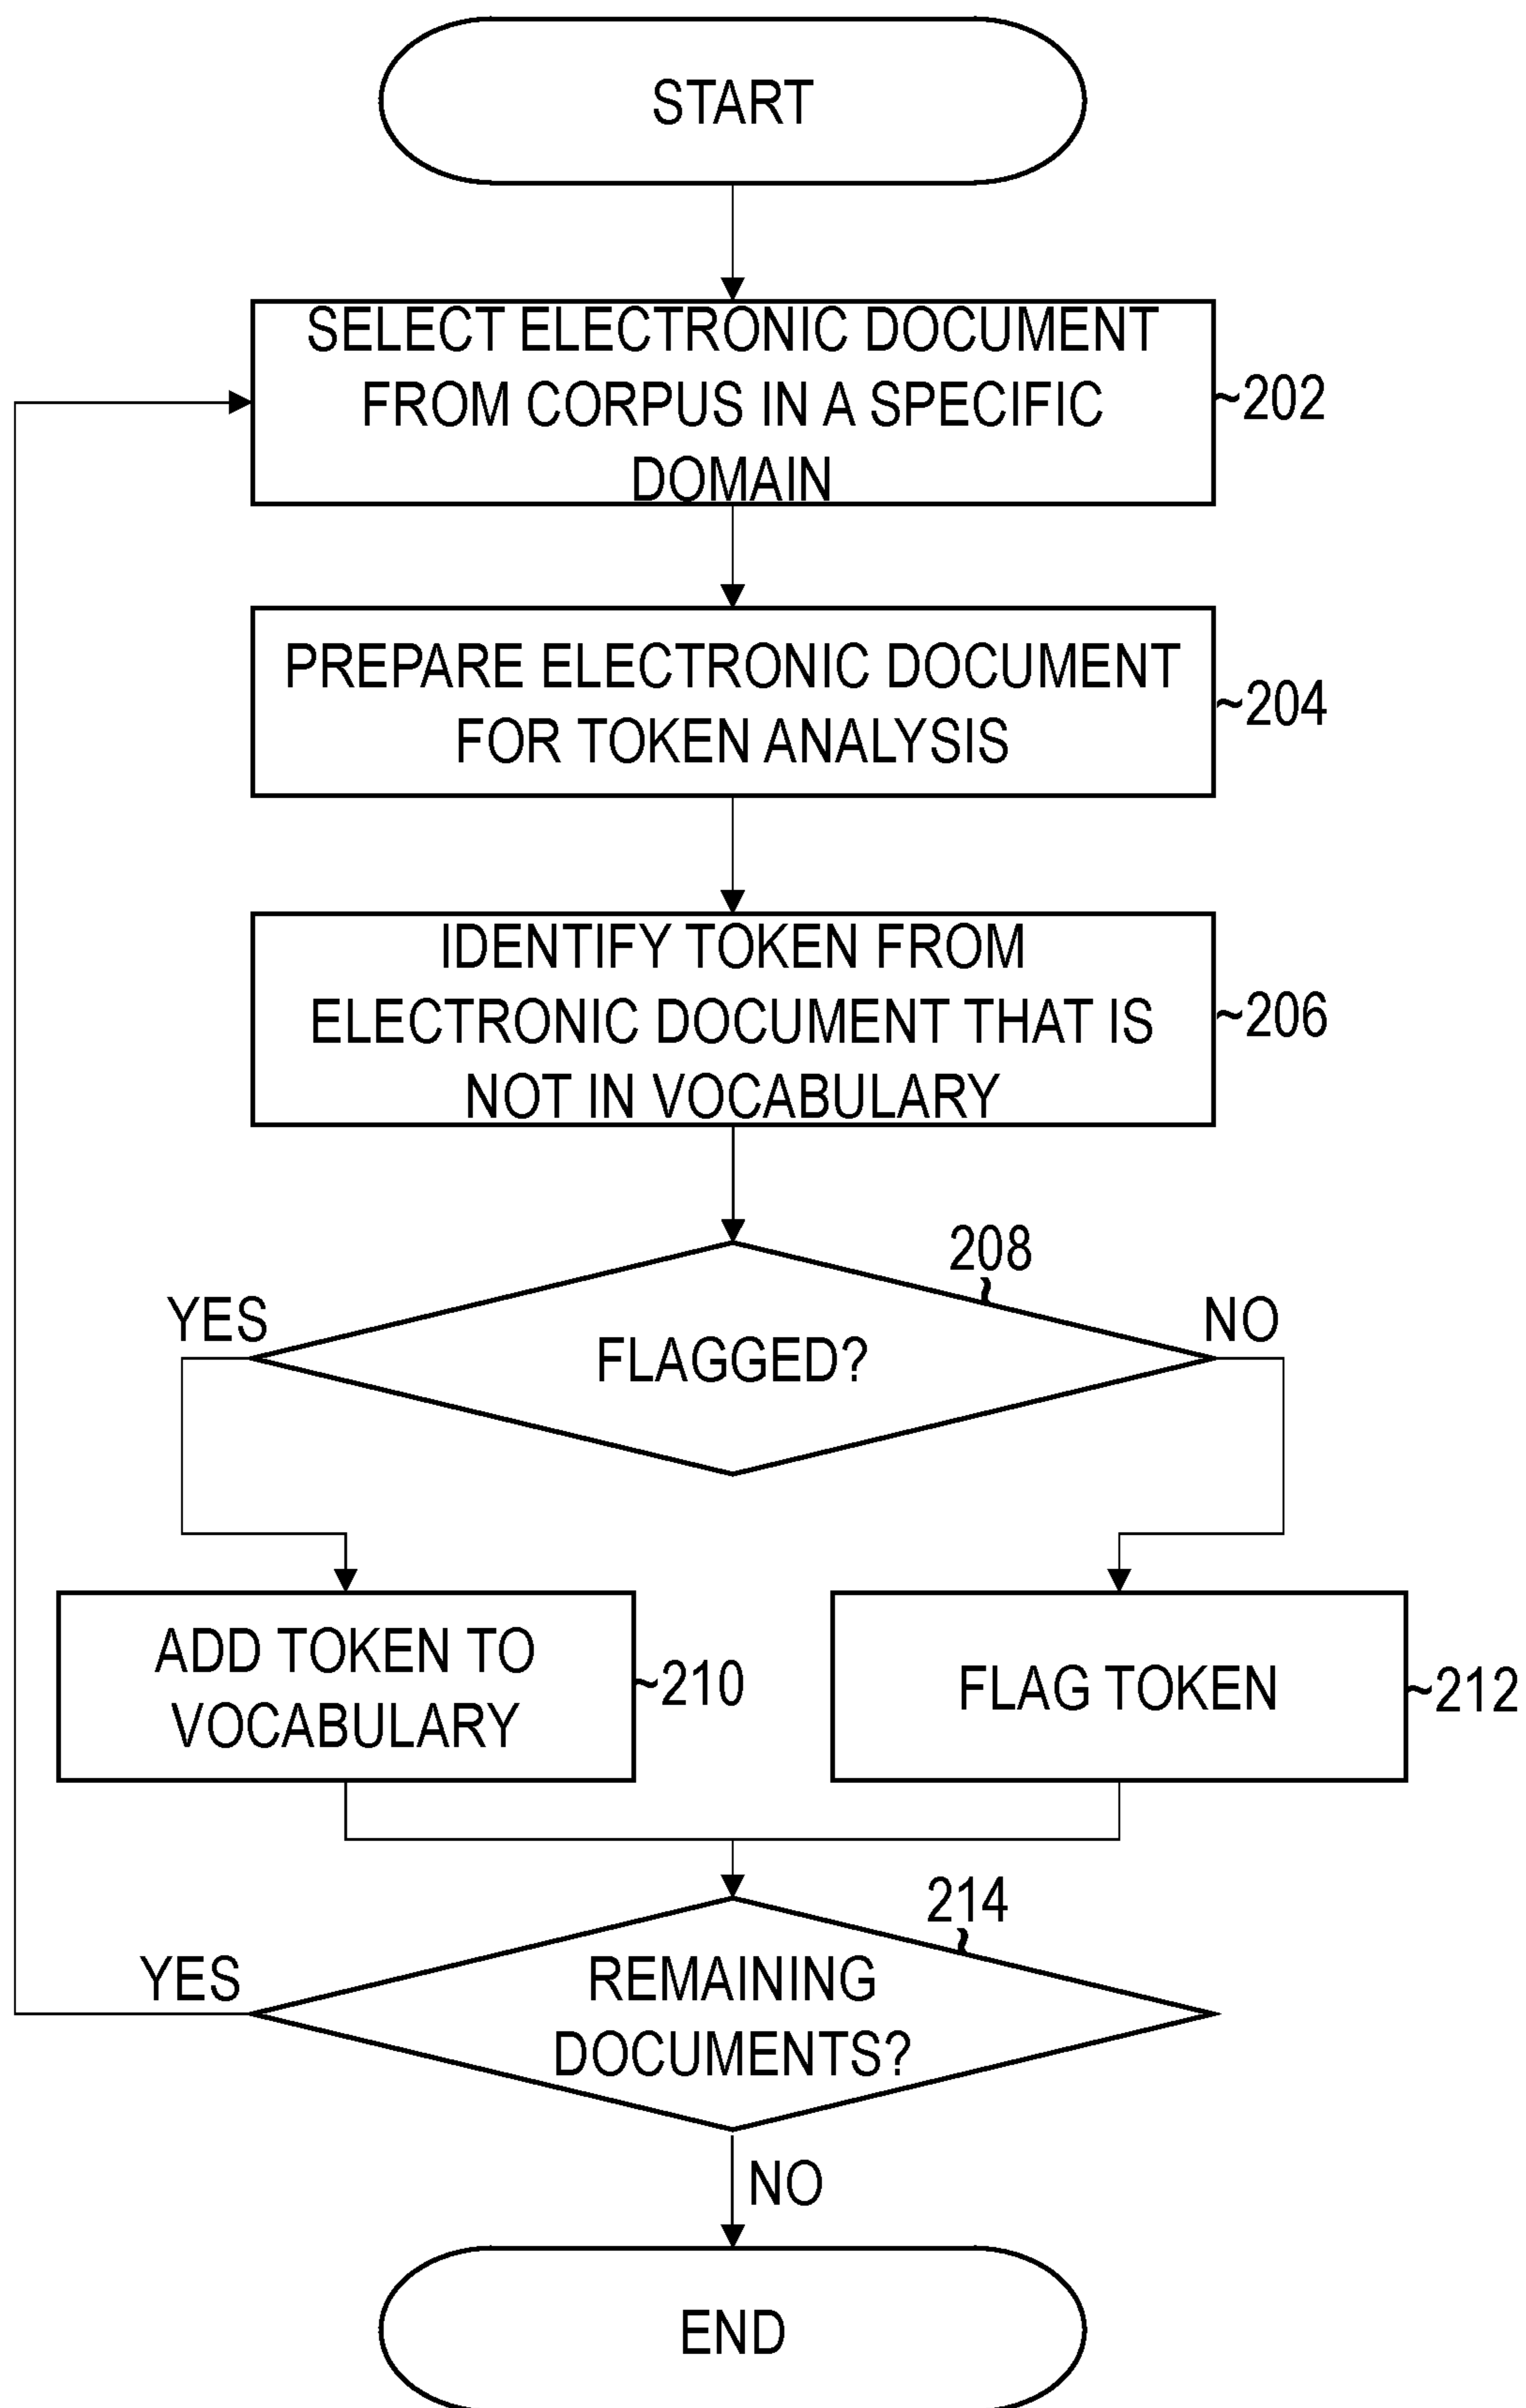 START
SELECT ELECTRONIC DOCUMENT
FROM CORPUS IN A SPECIFIC
DOMAIN
~202
PREPARE ELECTRONIC DOCUMENT
FOR TOKEN ANALYSIS
~204
IDENTIFY TOKEN FROM
ELECTRONIC DOCUMENT THAT IS
NOT IN VOCABULARY
~206
208
YES
NO
FLAGGED?
ADD TOKEN TO
VOCABULARY
~210
FLAG TOKEN
~212
214
YES
REMAINING
DOCUMENTS?
NO
END